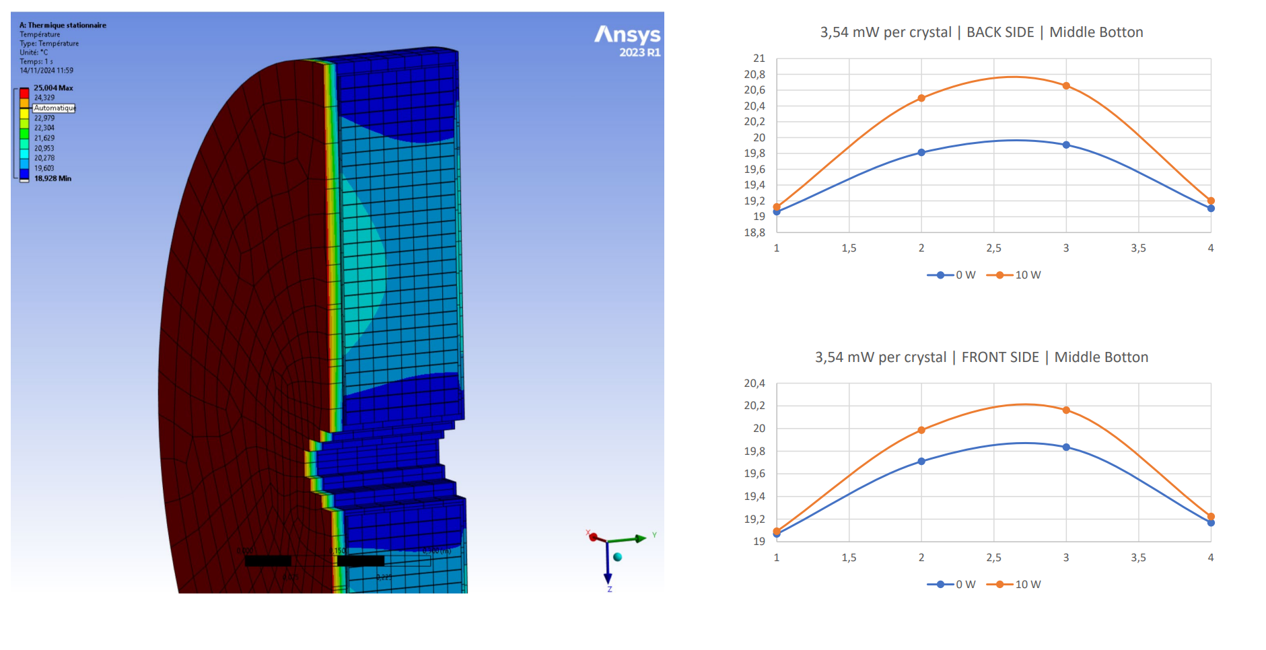 A: Thermique stationnaire
Température
Type: Température
Unité: °C
Temps: 1 s
14/11/2024 11:59
25,004 Max
24,329
Automatique
22,979
22,304
21,629
20,953
20,278
19,603
18,928 Min
Ansys
2023 R1
X
Y
Z
3,54 mW per crystal | BACK SIDE | Middle Botton
21
20,8
20,6
20,4
20,2
20
19,8
19,6
19,4
19,2
19
18,8
1
1,5
2
2,5
3
3,5
4
0 W
10 W
3,54 mW per crystal | FRONT SIDE | Middle Botton
20,4
20,2
20
19,8
19,6
19,4
19,2
19
1
1,5
2
2,5
3
3,5
4
0 W
10 W